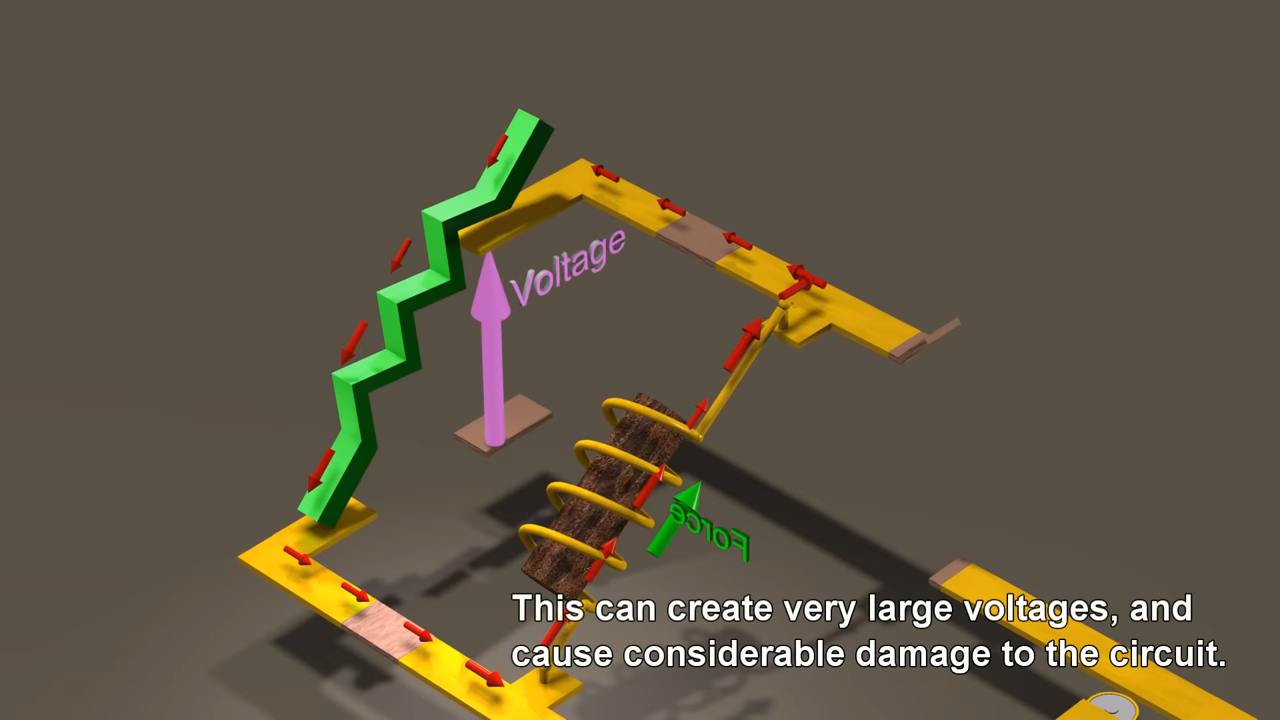 Voltage
Force
This can create very large voltages, and
cause considerable damage to the circuit.